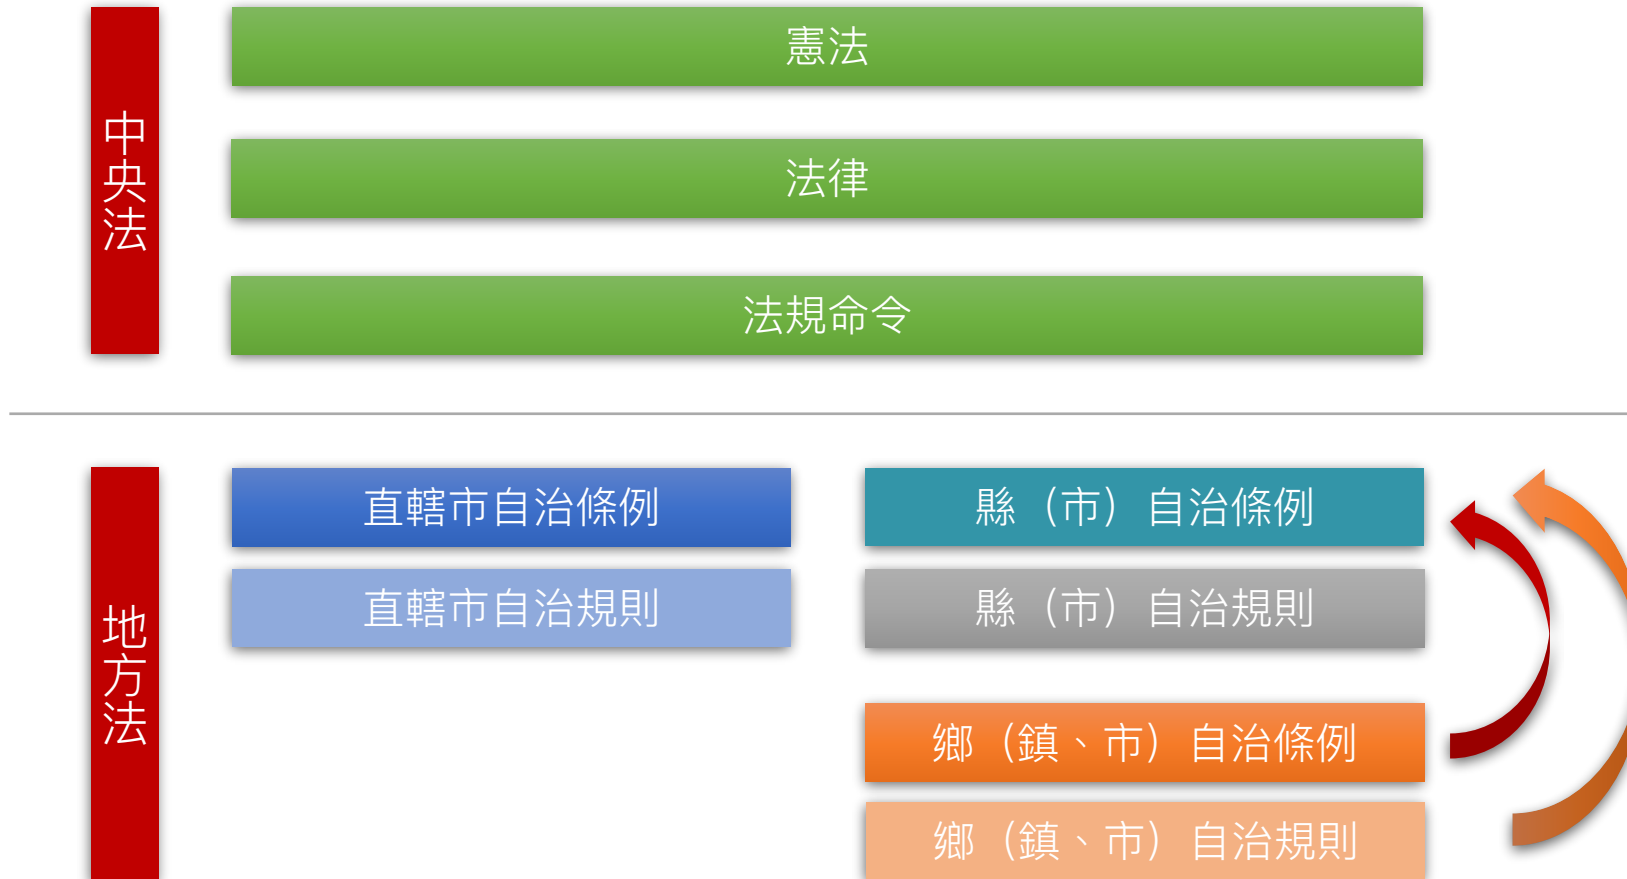 中央法
憲法
法律
法規命令
地方法
直轄市自治條例
縣（市）自治條例
直轄市自治規則
縣（市）自治規則
鄉（鎮、市）自治條例
鄉（鎮、市）自治規則